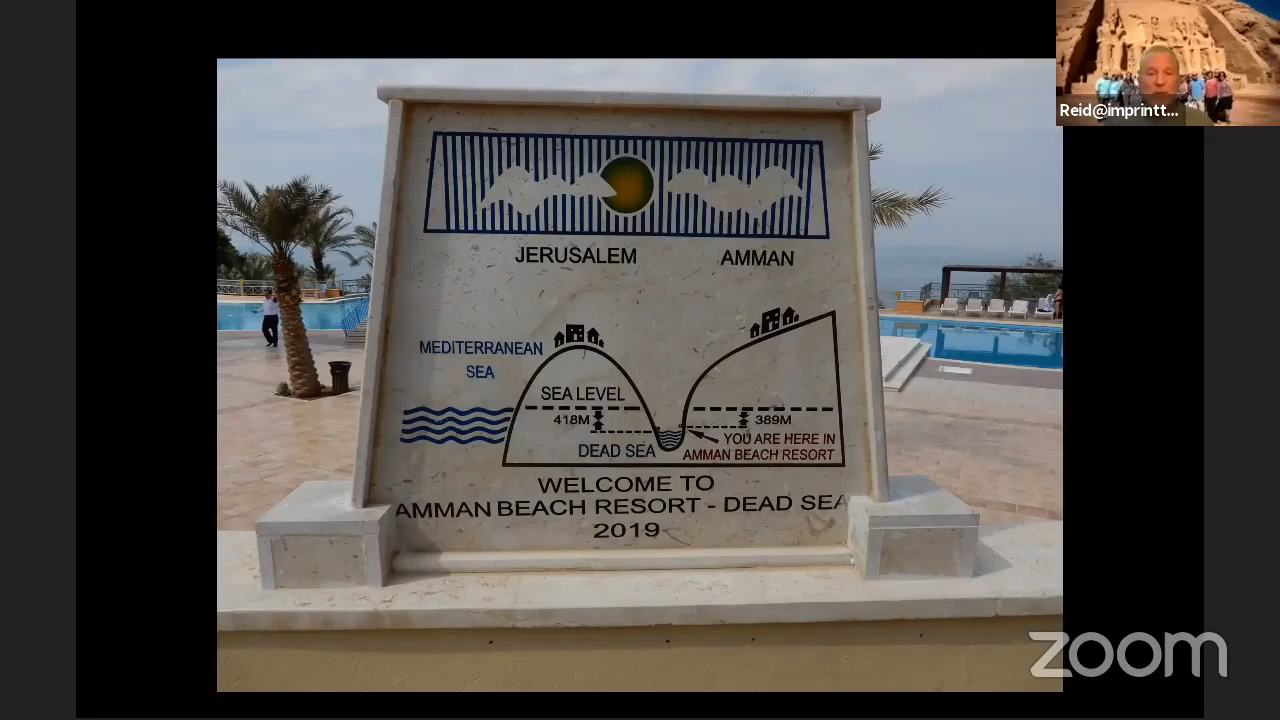 Reid@imprintt...
JERUSALEM AMMAN
MEDITERRANEAN
SEA
SEA LEVEL
418M 389M
DEAD SEA
YOU ARE HERE IN
AMMAN BEACH RESORT
WELCOME TO
AMMAN BEACH RESORT - DEAD SEA
2019
zoom